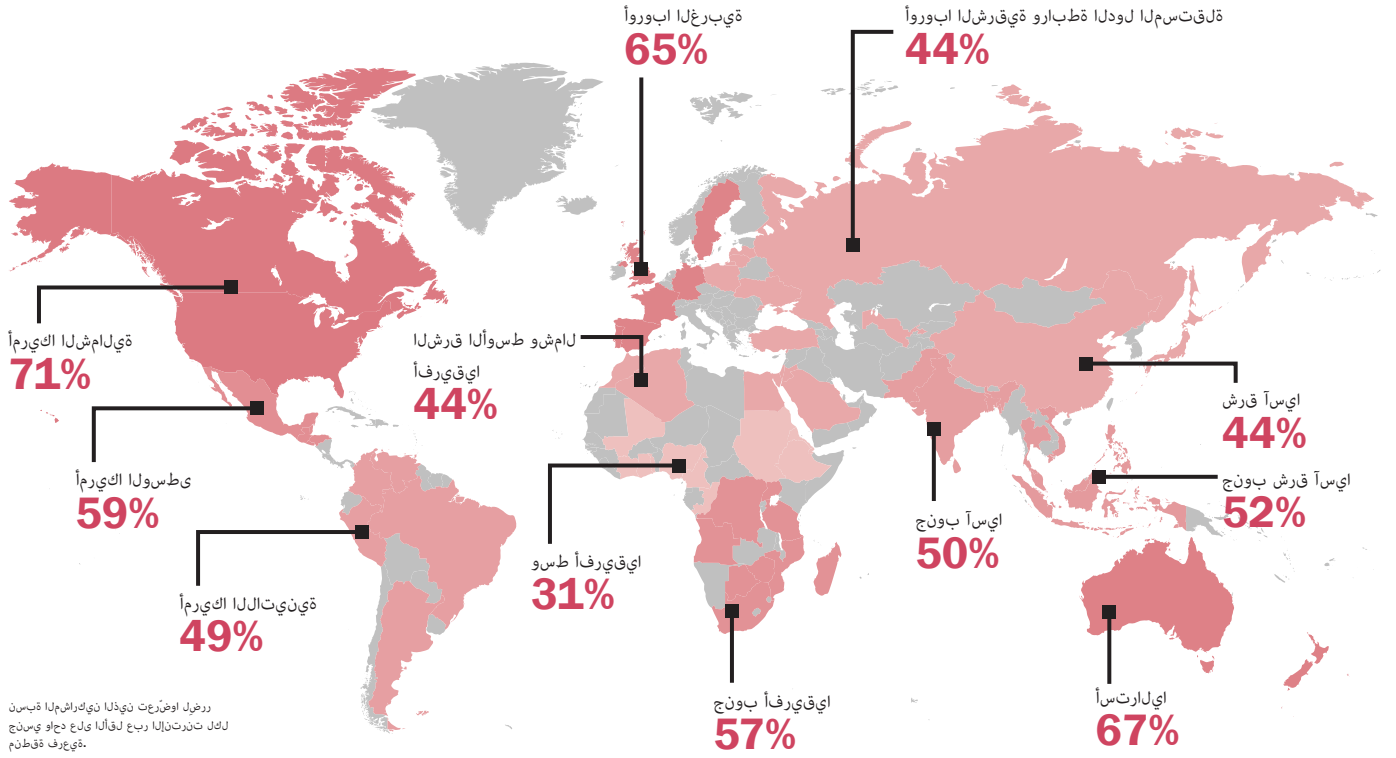 أوروبا الغربية
65%
أوروبا الشرقية ورابطة الدول المستقلة
44%
أمريكا الشمالية
71%
الشرق الأوسط وشمال
أفريقيا
44%
شرق آسيا
44%
أمريكا الوسطى
59%
جنوب شرق آسيا
52%
جنوب آسيا
50%
وسط أفريقيا
31%
أمريكا اللاتينية
49%
جنوب أفريقيا
57%
أستراليا
67%
نسبة المشاركين الذين تعرّضوا لِضرر
جنسي واحد على الأقل عبر الإنترنت لكل
منطقة فرعية.